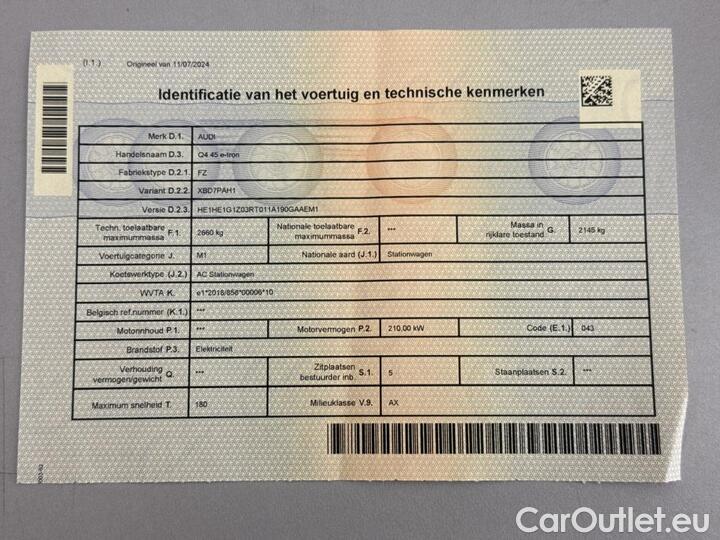 (I.1.) Origineel van 11/07/2024
Identificatie van het voertuig en technische kenmerken
Merk D.1. AUDI
Handelsnaam D.3. Q4 45 e-tron
Fabriekstype D.2.1. FZ
Variant D.2.2. XBD7PAH1
Versie D.2.3. HE1HE1G1Z03RT011A190GAAEM1
Techn. toelaatbare maximummassa F.1. 2660 kg Nationale toelaatbare maximummassa F.2. *** Massa in rijklare toestand G. 2145 kg
Voertuigcategorie J. M1 Nationale aard (J.1.) Stationwagen
Koetswerktype (J.2.) AC Stationwagen
WVTA K. e1*2018/858*00006*10
Belgisch ref.nummer (K.1.) ***
Motorinhoud P.1. *** Motorvermogen P.2. 210,00 kW Code (E.1.) 043
Brandstof P.3. Elektriciteit
Verhouding vermogen/gewicht Q. *** Zitplaatsen bestuurder inb. S.1. 5 Staanplaatsen S.2. ***
Maximum snelheid T. 180 Milieuklasse V.9. AX
CarOutlet.eu